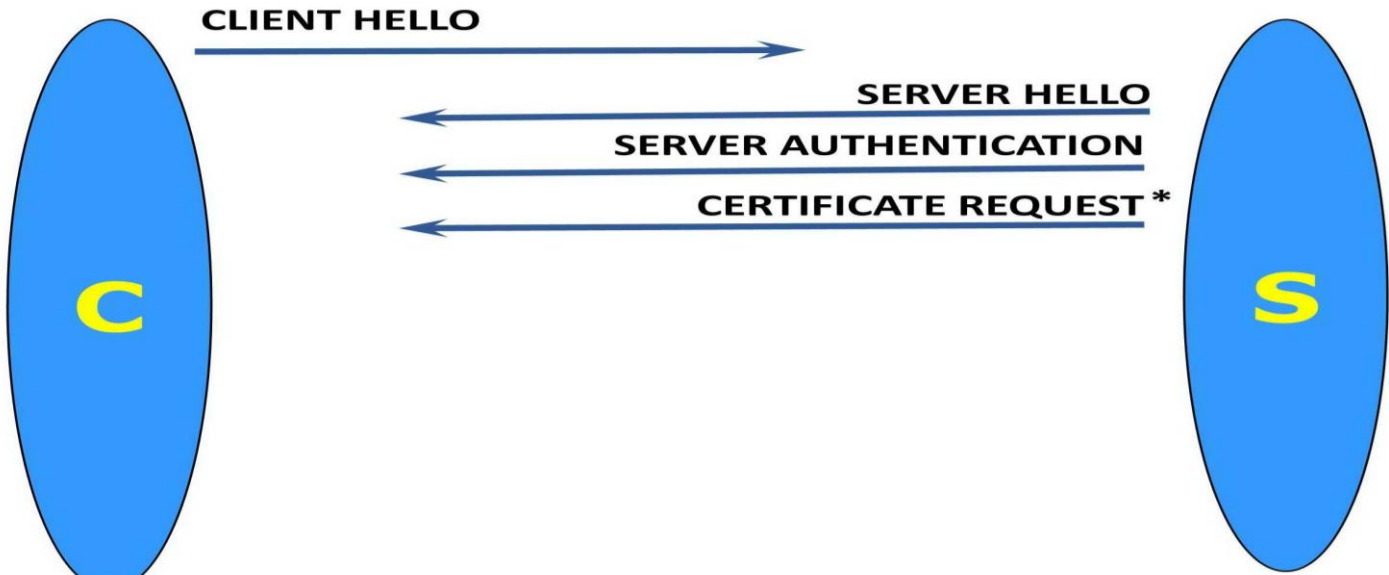 CLIENT HELLO
SERVER HELLO
SERVER AUTHENTICATION
CERTIFICATE REQUEST *
C
S